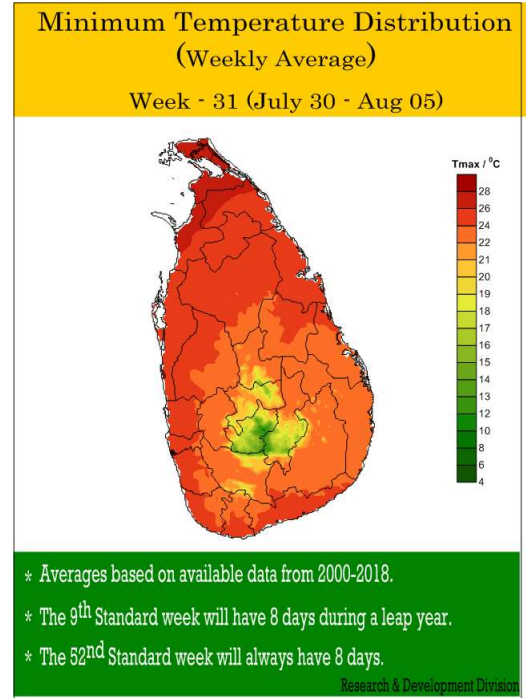 Minimum Temperature Distribution
(Weekly Average)
Week - 31 (July 30 - Aug 05)
Tmax / ⁰C
28
26
24
22
21
20
19
18
17
16
15
14
13
12
10
8
6
4
* Averages based on available data from 2000-2018.
* The 9th Standard week will have 8 days during a leap year.
* The 52nd Standard week will always have 8 days.
Research & Development Division